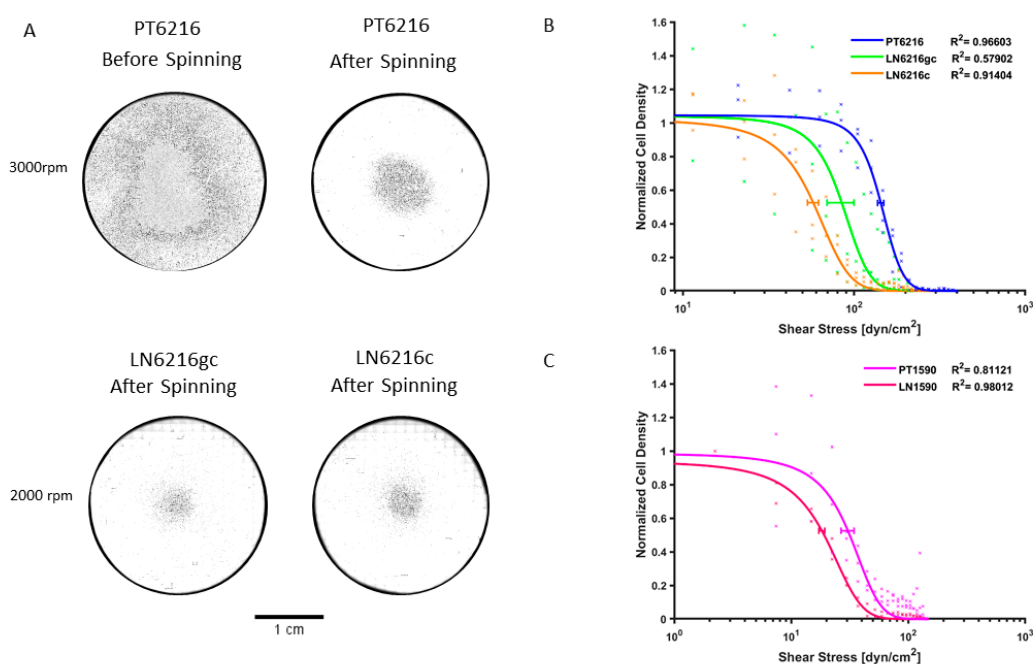 A
PT6216
Before Spinning
PT6216
After Spinning
3000rpm
LN6216gc
After Spinning
LN6216c
After Spinning
2000 rpm
1 cm
B
Normalized Cell Density
1.6
1.4
1.2
1
0.8
0.6
0.4
0.2
0
PT6216 R²= 0.96603
LN6216gc R²= 0.57902
LN6216c R²= 0.91404
10¹ 10² 10³
Shear Stress [dyn/cm²]
C
Normalized Cell Density
1.6
1.4
1.2
1
0.8
0.6
0.4
0.2
0
PT1590 R²= 0.81121
LN1590 R²= 0.98012
10⁰ 10¹ 10² 10³
Shear Stress [dyn/cm²]